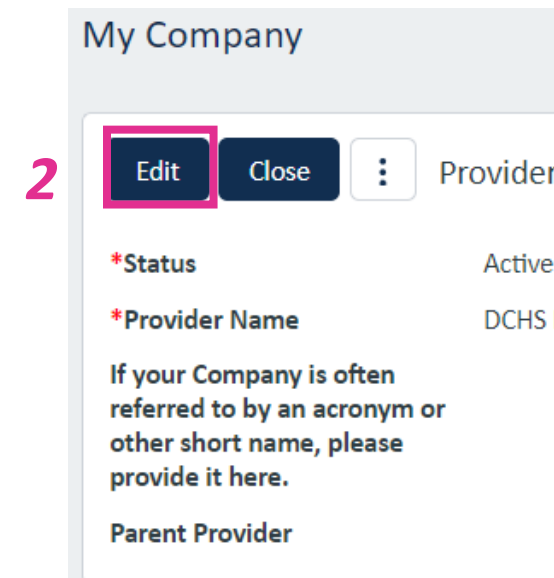 My Company
2
Edit Close Provider
*Status Active
*Provider Name DCHS
If your Company is often
referred to by an acronym or
other short name, please
provide it here.
Parent Provider